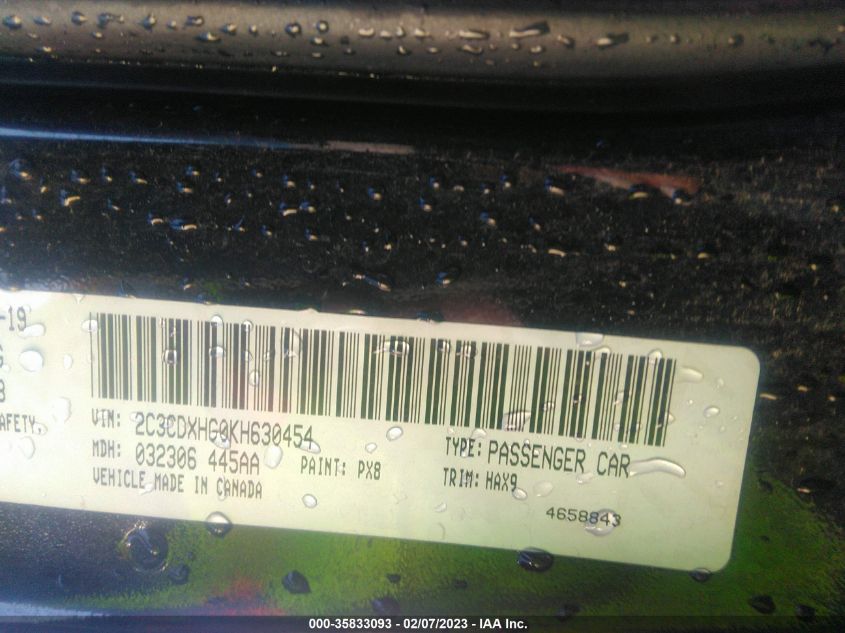 -19
AFETY,
VIN: 2C3CDXHG0KH630454
MDH: 032306 445AA
PAINT: PX8
VEHICLE MADE IN CANADA
TYPE: PASSENGER CAR
TRIM: HAX9
4658843
000-35833093 - 02/07/2023 - IAA Inc.